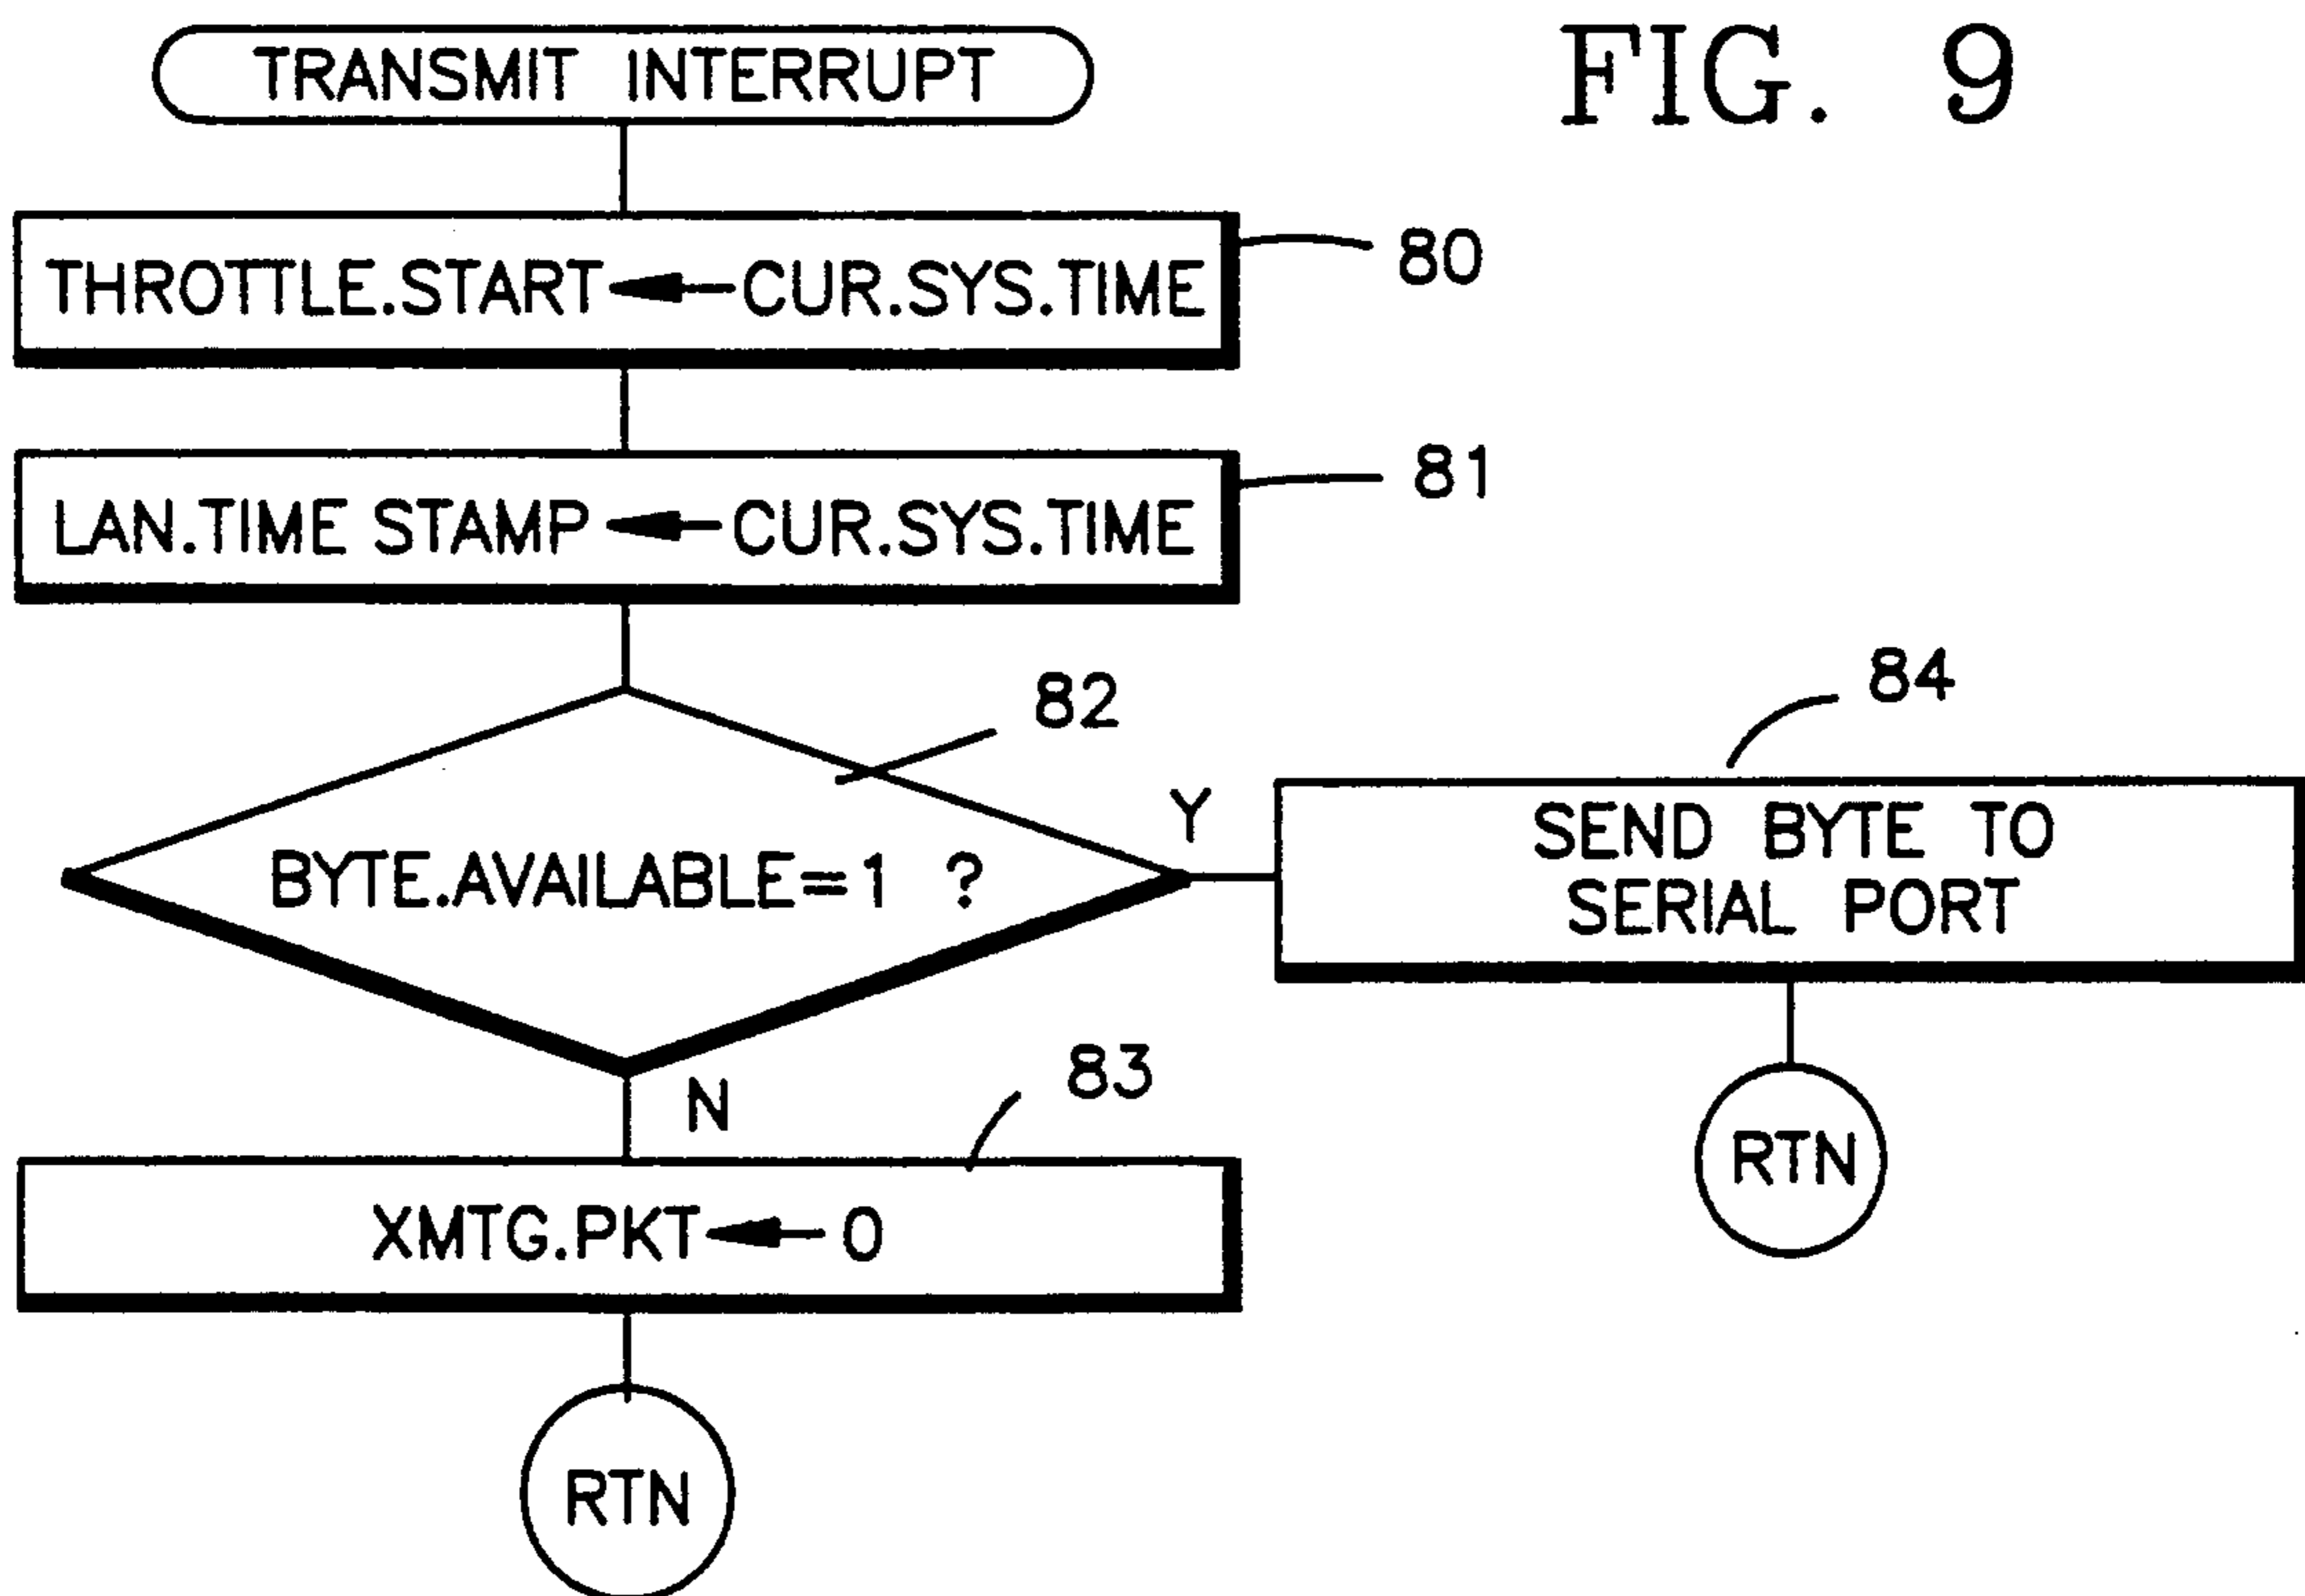 TRANSMIT INTERRUPT
FIG. 9
THROTTLE.START ← CUR.SYS.TIME
80
LAN.TIME STAMP ← CUR.SYS.TIME
81
82
84
BYTE.AVAILABLE=1 ?
Y
SEND BYTE TO
SERIAL PORT
N
83
RTN
XMTG.PKT ← 0
RTN